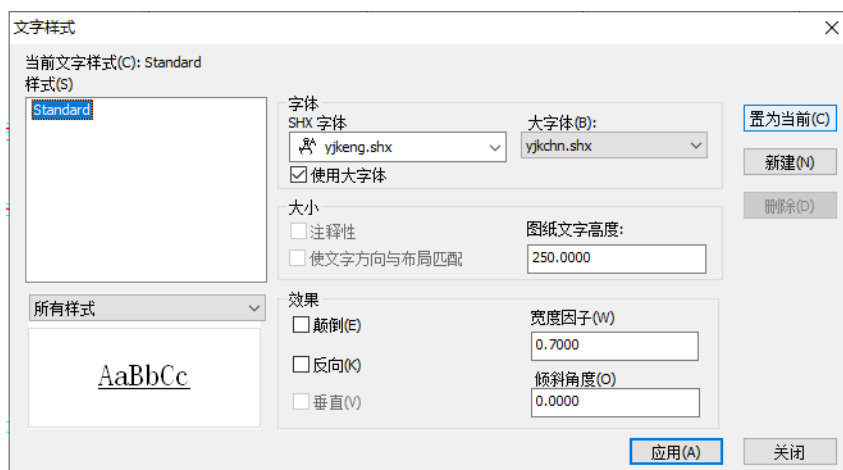 文字样式
当前文字样式(C): Standard
样式(S)
Standard
字体
SHX 字体
大字体(B):
yjkeng.shx
yjkchn.shx
使用大字体
置为当前(C)
新建(N)
删除(D)
大小
注释性
使文字方向与布局匹配
图纸文字高度:
250.0000
所有样式
AaBbCc
效果
颠倒(E)
反向(K)
垂直(V)
宽度因子(W)
0.7000
倾斜角度(O)
0.0000
应用(A)
关闭